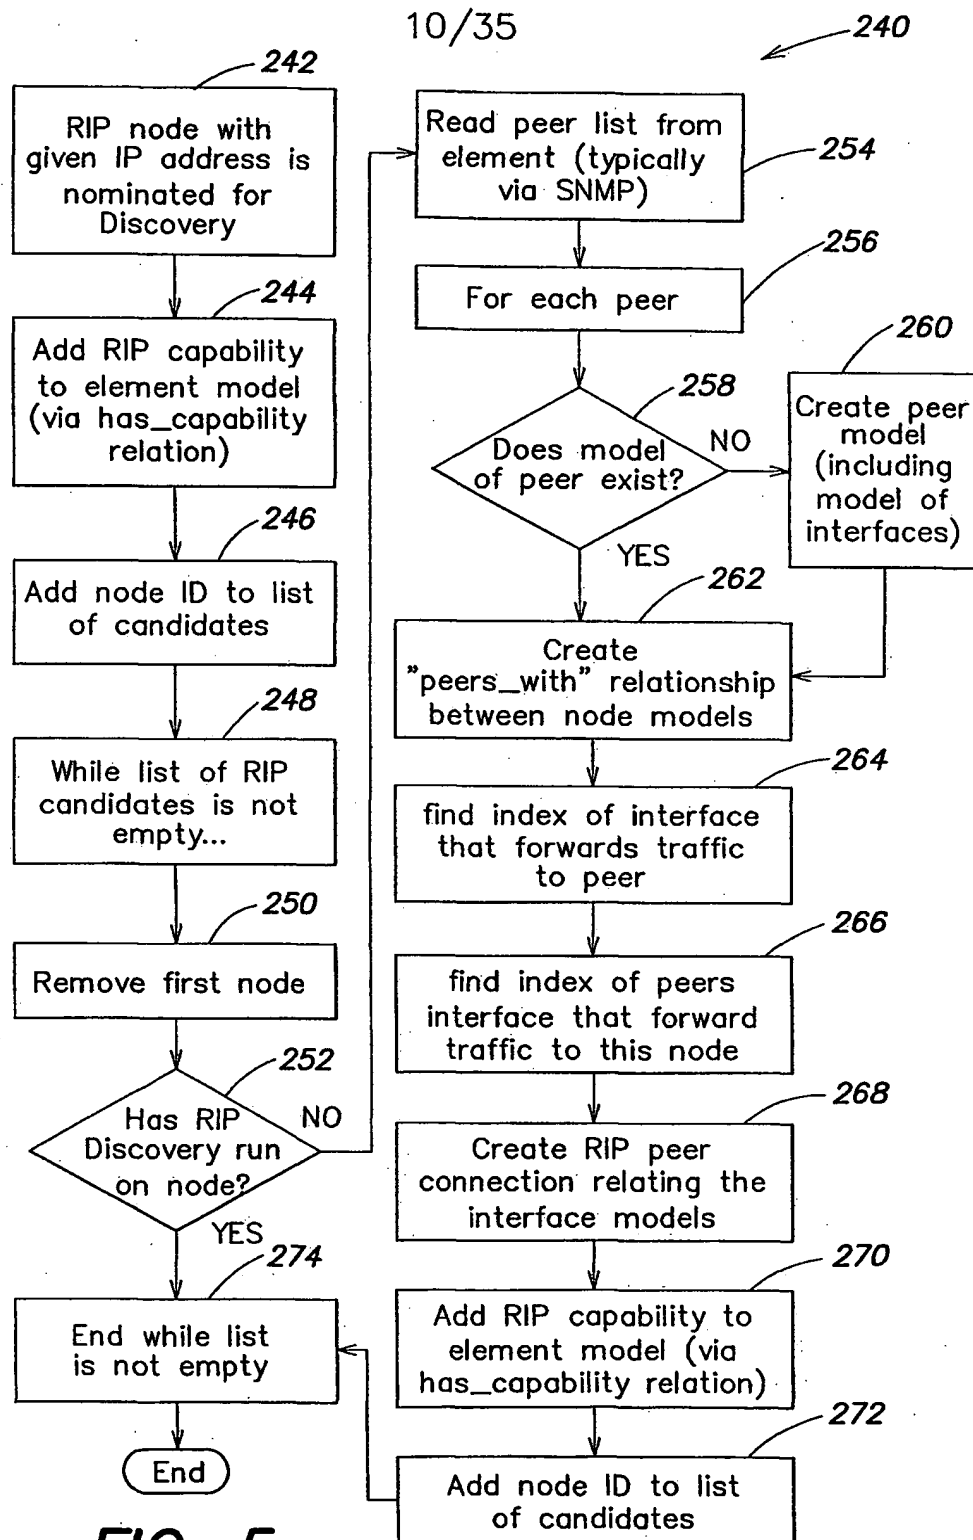 10/35
240
242
RIP node with
given IP address is
nominated for
Discovery
244
Add RIP capability
to element model
(via has_capability
relation)
246
Add node ID to list
of candidates
248
While list of RIP
candidates is not
empty...
250
Remove first node
252
Has RIP
Discovery run
on node?
NO
YES
274
End while list
is not empty
End
254
Read peer list from
element (typically
via SNMP)
256
For each peer
258
Does model
of peer exist?
NO
YES
260
Create peer
model
(including
model of
interfaces)
262
Create
"peers_with" relationship
between node models
264
find index of interface
that forwards traffic
to peer
266
find index of peers
interface that forward
traffic to this node
268
Create RIP peer
connection relating the
interface models
270
Add RIP capability to
element model (via
has_capability relation)
272
Add node ID to list
of candidates